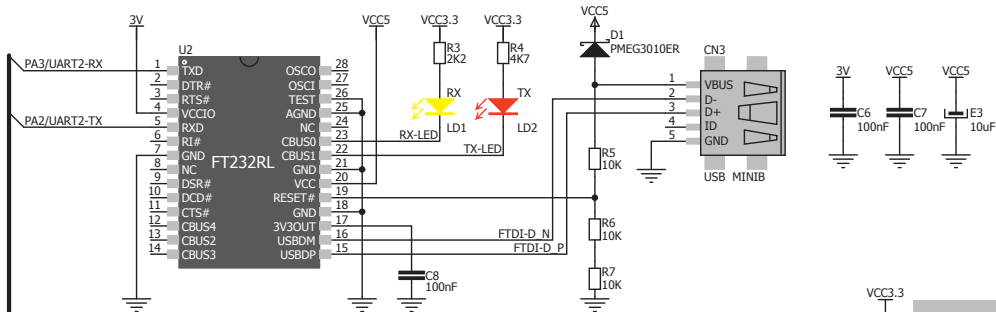 3V
VCC5
VCC3.3
VCC3.3
VCC5
D1
PMEG3010ER
U2
R3
2K2
R4
4K7
CN3
PA3/UART2-RX
1 TXD
OSCO 28
2 DTR#
OSCI 27
3 RTS#
TEST 26
4 VCCIO
AGND 25
PA2/UART2-TX
5 RXD
NC 24
6 RI#
CBUS0 23
7 GND
CBUS1 22
8 NC
GND 21
9 DSR#
VCC 20
10 DCD#
RESET# 19
11 CTS#
GND 18
12 CBUS4
3V3OUT 17
13 CBUS2
USBDM 16
14 CBUS3
USBDP 15
FT232RL
RX
LD1
TX
LD2
RX-LED
TX-LED
1 VBUS
2 D-
3 D+
4 ID
5 GND
USB MINIB
3V
VCC5
VCC5
C6
100nF
C7
100nF
E3
10uF
R5
10K
R6
10K
R7
10K
FTDI-D_N
FTDI-D_P
C8
100nF
VCC3.3